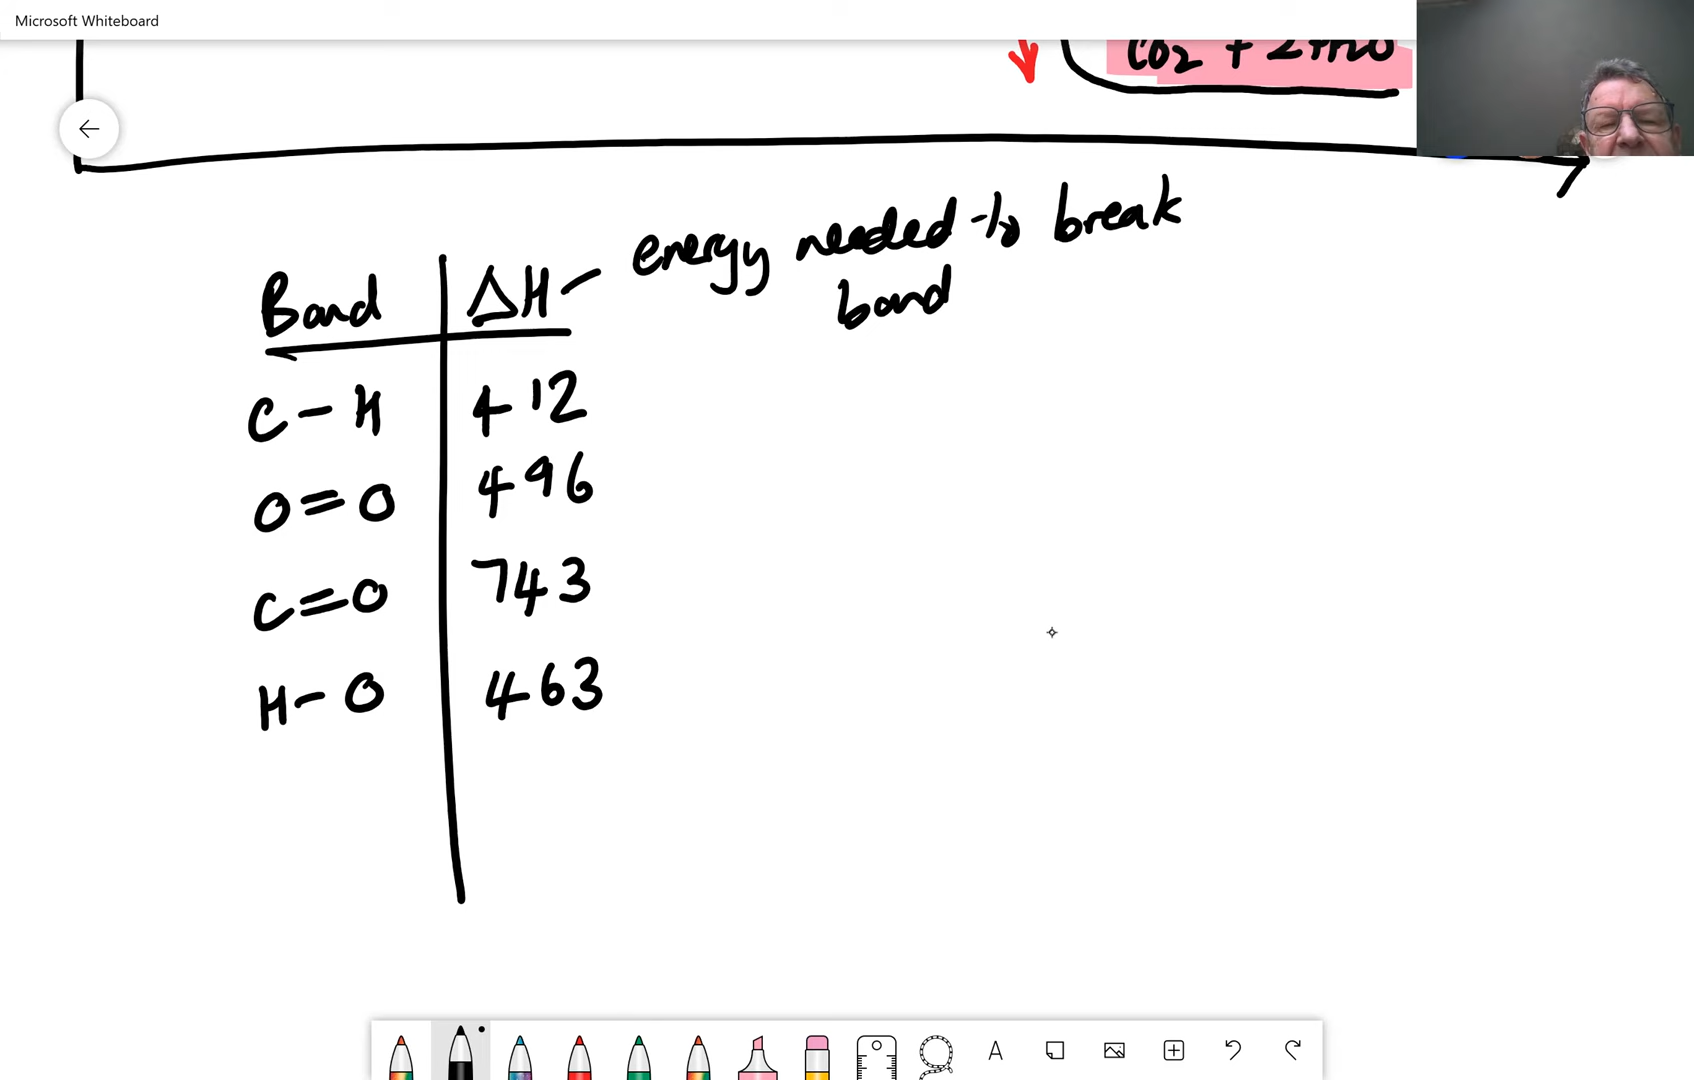 Microsoft Whiteboard
CO2 + 2H2O
energy needed to break
bond
Bond ΔH
C-H 412
O=O 496
C=O 743
H-O 463
A